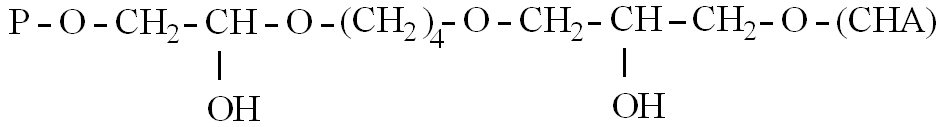 P – O – CH₂ – CH – O – (CH₂)₄ – O – CH₂ – CH – CH₂ – O – (CHA)
OH OH